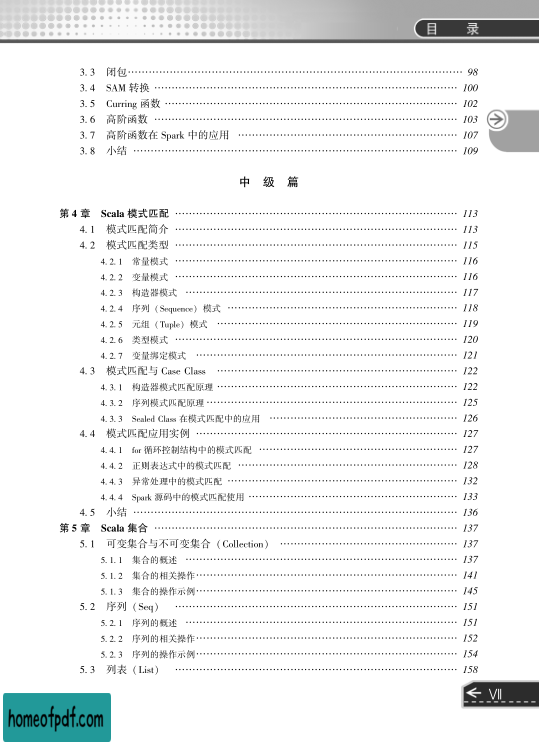 目 录
3. 3 闭包 …… 98
3. 4 SAM 转换 …… 100
3. 5 Curring 函数 …… 102
3. 6 高阶函数 …… 103
3. 7 高阶函数在 Spark 中的应用 …… 107
3. 8 小结 …… 109
中 级 篇
第 4 章 Scala 模式匹配 …… 113
4. 1 模式匹配简介 …… 113
4. 2 模式匹配类型 …… 115
4. 2. 1 常量模式 …… 116
4. 2. 2 变量模式 …… 116
4. 2. 3 构造器模式 …… 117
4. 2. 4 序列（Sequence）模式 …… 118
4. 2. 5 元组（Tuple）模式 …… 119
4. 2. 6 类型模式 …… 120
4. 2. 7 变量绑定模式 …… 121
4. 3 模式匹配与 Case Class …… 122
4. 3. 1 构造器模式匹配原理 …… 122
4. 3. 2 序列模式匹配原理 …… 125
4. 3. 3 Sealed Class 在模式匹配中的应用 …… 126
4. 4 模式匹配应用实例 …… 127
4. 4. 1 for 循环控制结构中的模式匹配 …… 127
4. 4. 2 正则表达式中的模式匹配 …… 128
4. 4. 3 异常处理中的模式匹配 …… 132
4. 4. 4 Spark 源码中的模式匹配使用 …… 133
4. 5 小结 …… 136
第 5 章 Scala 集合 …… 137
5. 1 可变集合与不可变集合（Collection） …… 137
5. 1. 1 集合的概述 …… 137
5. 1. 2 集合的相关操作 …… 141
5. 1. 3 集合的操作示例 …… 145
5. 2 序列（Seq） …… 151
5. 2. 1 序列的概述 …… 151
5. 2. 2 序列的相关操作 …… 152
5. 2. 3 序列的操作示例 …… 154
5. 3 列表（List） …… 158
VII
homeofpdf.com